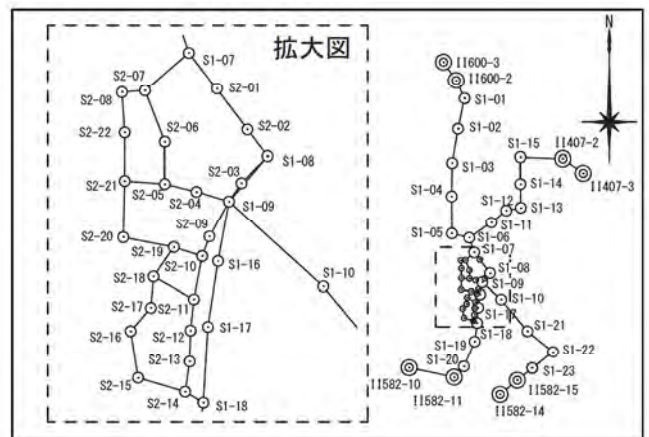 拡大図
S1-07
S2-07
S2-01
S2-08
S2-22
S2-06
S2-02
S1-08
S2-03
S2-21
S2-05
S2-04
S1-09
S2-09
S2-20
S2-19
S2-10
S1-16
S2-18
S1-10
S2-17
S2-11
S2-16
S2-12
S1-17
S2-13
S2-15
S2-14
S1-18
N
II600-3
II600-2
S1-01
S1-02
S1-15
II407-2
S1-03
II407-3
S1-14
S1-04
S1-12
S1-13
S1-11
S1-05
S1-06
S1-07
S1-08
S1-09
S1-10
S1-17
S1-18
S1-21
S1-19
S1-22
S1-20
S1-23
II582-10
II582-15
II582-11
II582-14